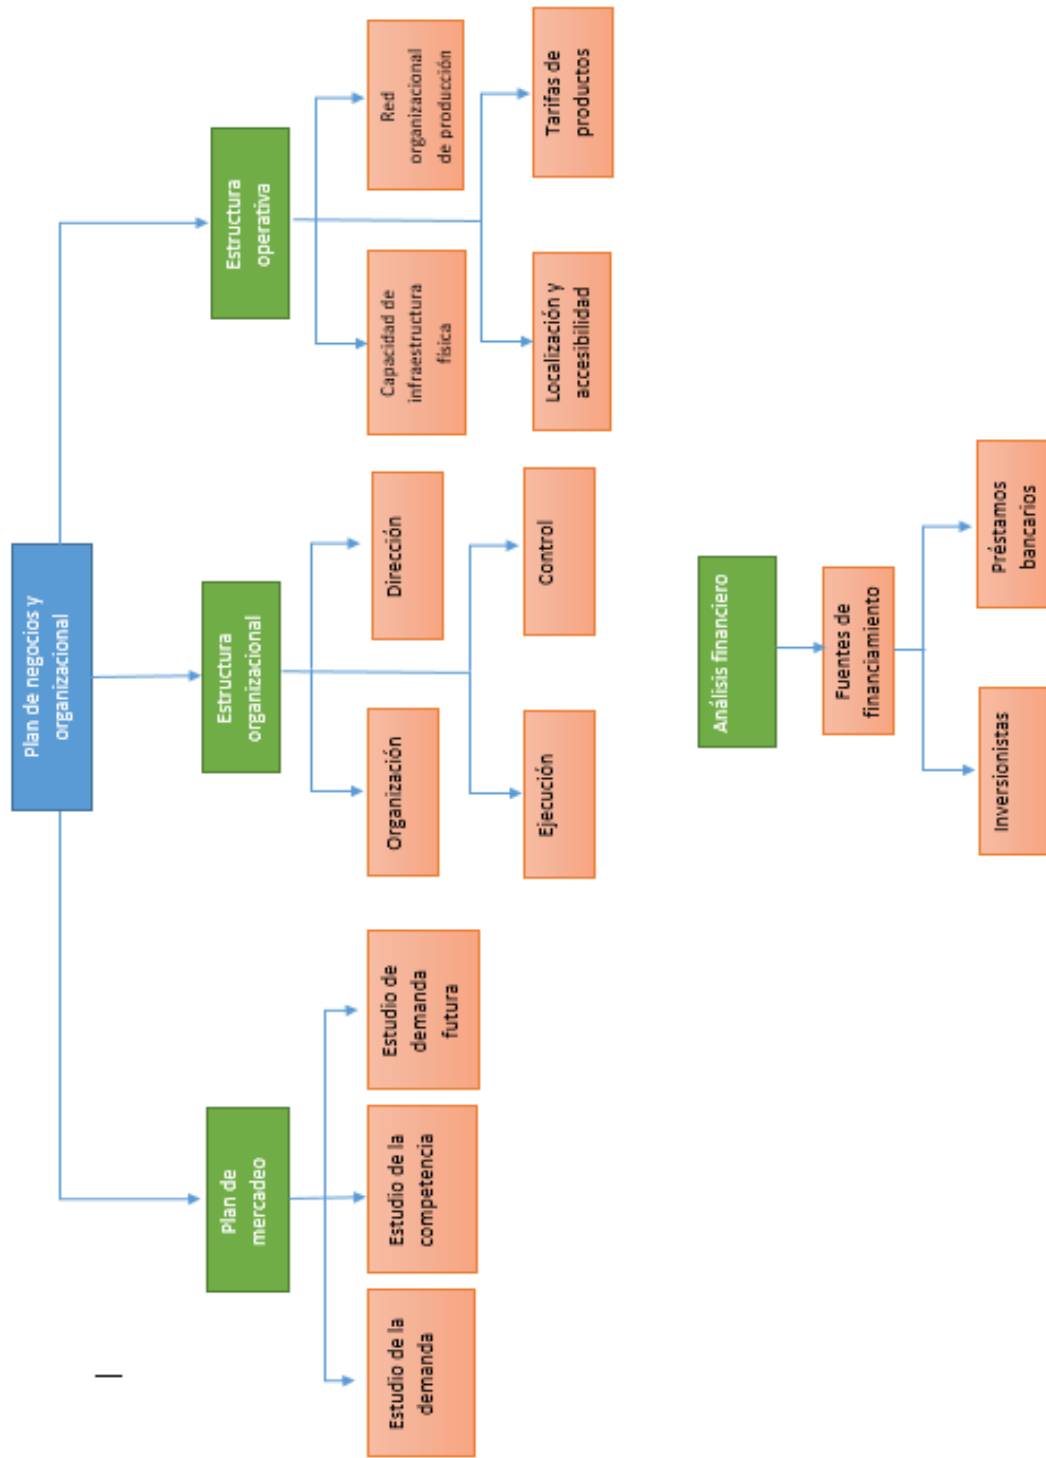 Plan de negocios y
organizacional
Plan de
mercadeo
Estructura
organizacional
Estructura
operativa
Estudio de la
demanda
Estudio de la
competencia
Estudio de
demanda
futura
Organización
Dirección
Capacidad de
infraestructura
física
Red
organizacional
de producción
Ejecución
Control
Localización y
accesibilidad
Tarifas de
productos
Análisis financiero
Fuentes de
financiamiento
Inversionistas
Préstamos
bancarios